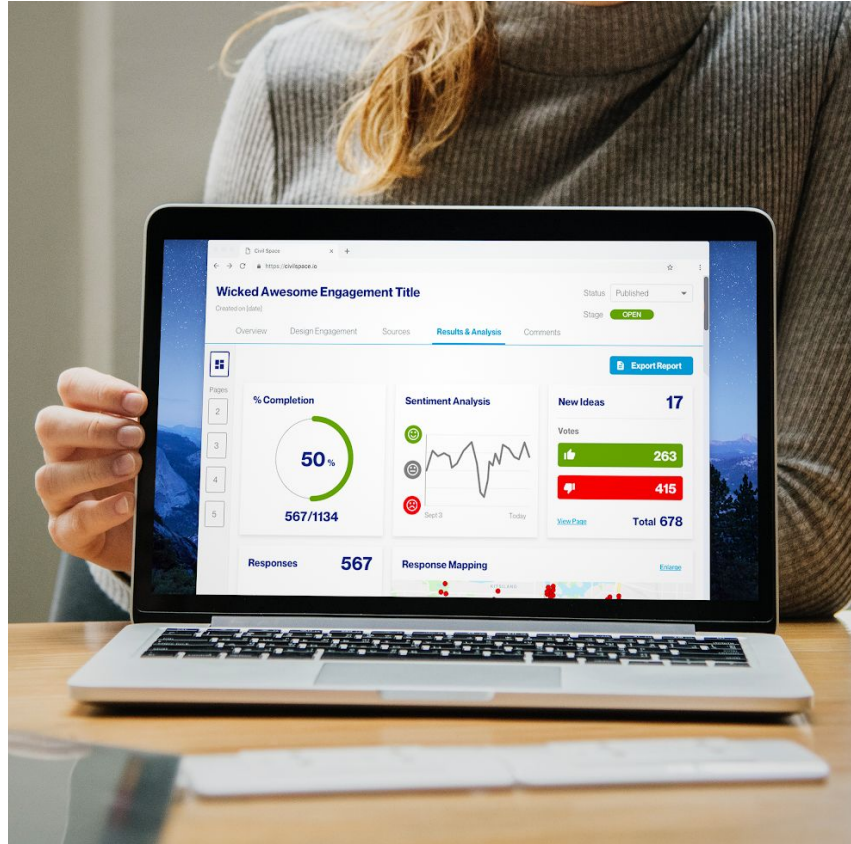 Civil Space
https://civilspace.io
Wicked Awesome Engagement Title
Status Published
Created on [date]
Stage OPEN
Overview Design Engagement Sources Results & Analysis Comments
Export Report
Pages
2
3
4
5
% Completion
50 %
567/1134
Sentiment Analysis
Sept 3 Today
New Ideas 17
Votes
263
415
View Page Total 678
Responses 567
Response Mapping Enlarge